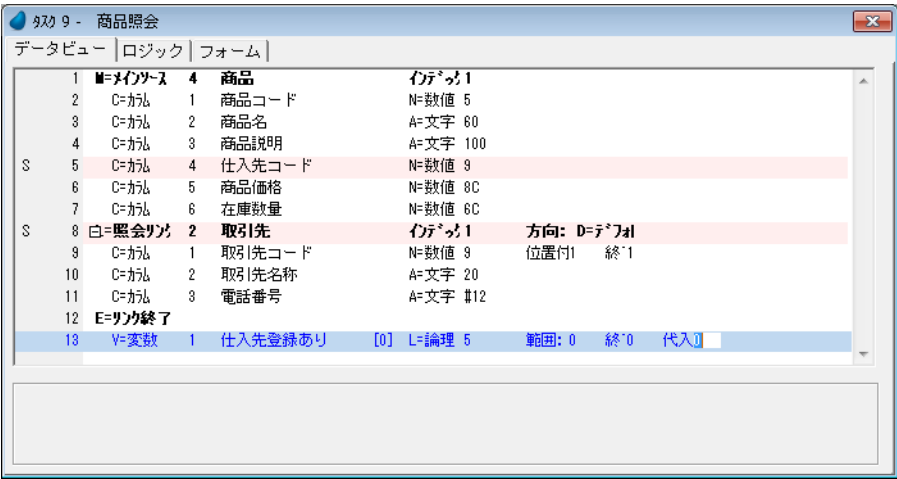 ﾀｽｸ 9 - 商品照会
データビュー ロジック フォーム
1 M=ﾒｲﾝｿｰｽ 4 商品 ｲﾝﾃﾞｯｸ 1
2 C=ｶﾗﾑ 1 商品コード N=数値 5
3 C=ｶﾗﾑ 2 商品名 A=文字 60
4 C=ｶﾗﾑ 3 商品説明 A=文字 100
S 5 C=ｶﾗﾑ 4 仕入先コード N=数値 9
6 C=ｶﾗﾑ 5 商品価格 N=数値 8C
7 C=ｶﾗﾑ 6 在庫数量 N=数値 6C
S 8 =照会ﾘﾝｸ 2 取引先 ｲﾝﾃﾞｯｸ 1 方向: D=ﾃﾞﾌｫﾙ
9 C=ｶﾗﾑ 1 取引先コード N=数値 9 位置付 1 終了 1
10 C=ｶﾗﾑ 2 取引先名称 A=文字 20
11 C=ｶﾗﾑ 3 電話番号 A=文字 #12
12 E=ﾘﾝｸ終了
13 V=変数 1 仕入先登録あり [0] L=論理 5 範囲: 0 終了 0 代入 0